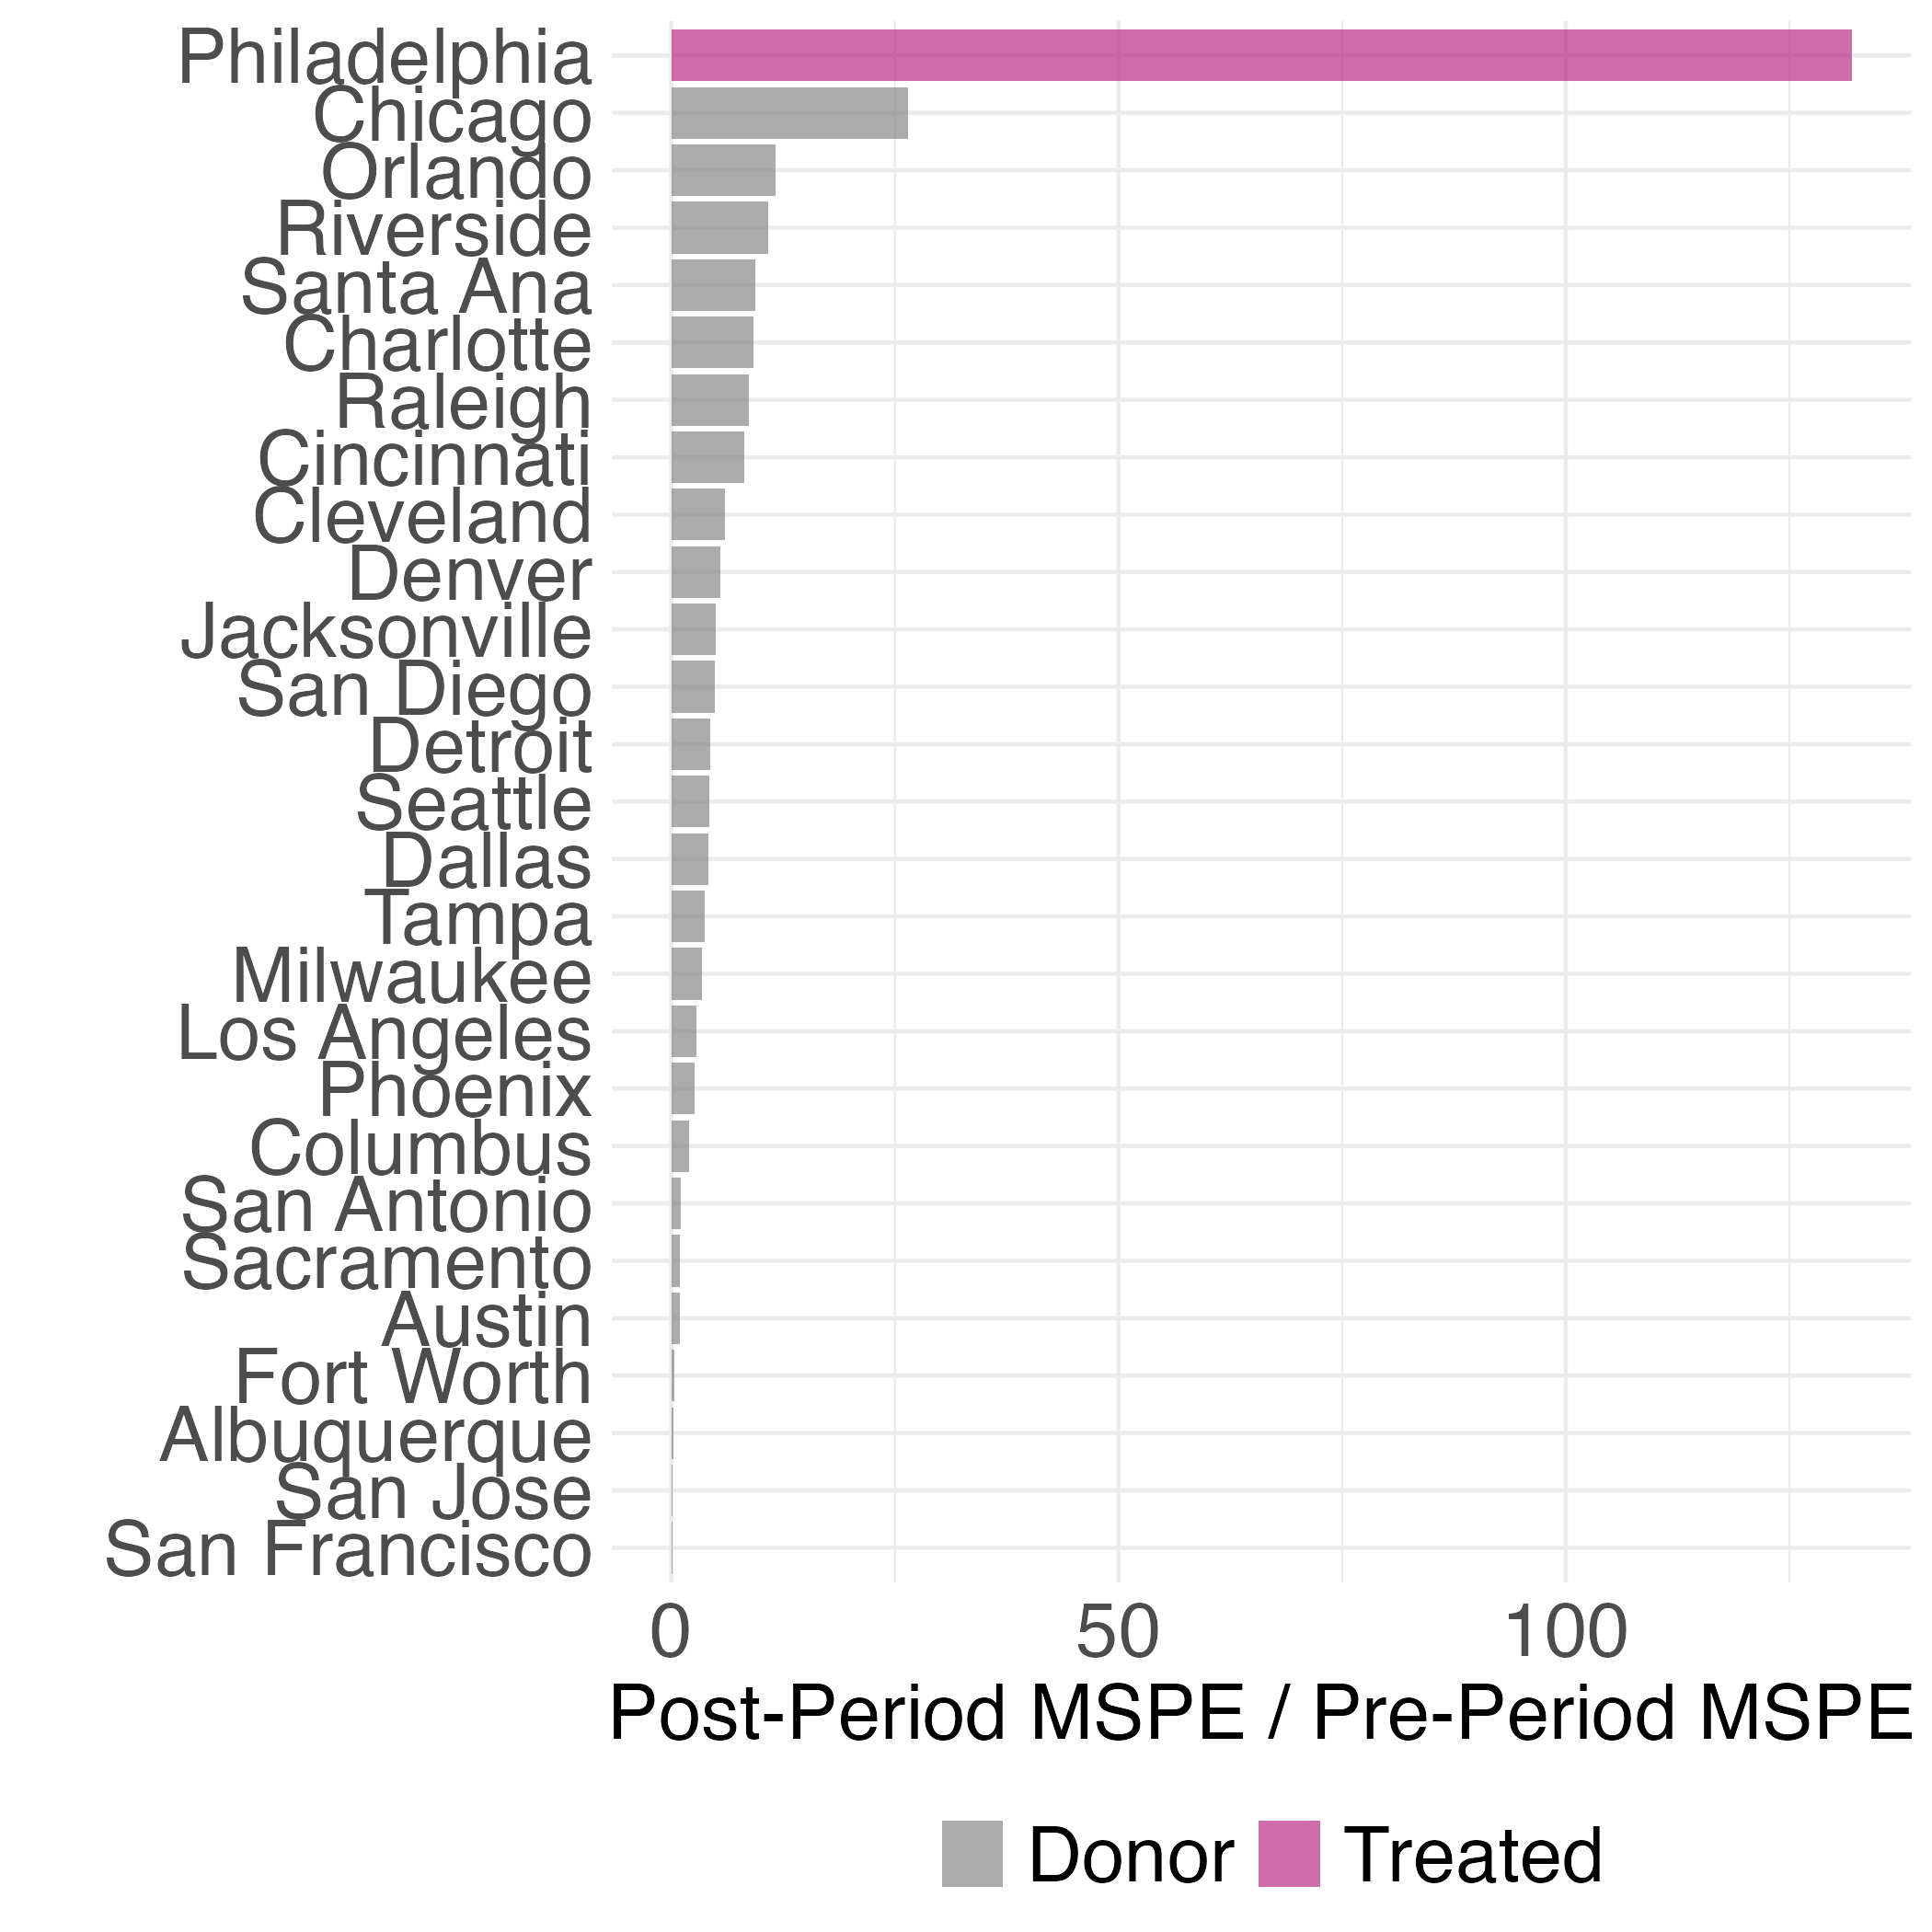 Philadelphia
Chicago
Orlando
Riverside
Santa Ana
Charlotte
Raleigh
Cincinnati
Cleveland
Denver
Jacksonville
San Diego
Detroit
Seattle
Dallas
Tampa
Milwaukee
Los Angeles
Phoenix
Columbus
San Antonio
Sacramento
Austin
Fort Worth
Albuquerque
San Jose
San Francisco
0 50 100
Post-Period MSPE / Pre-Period MSPE
Donor Treated